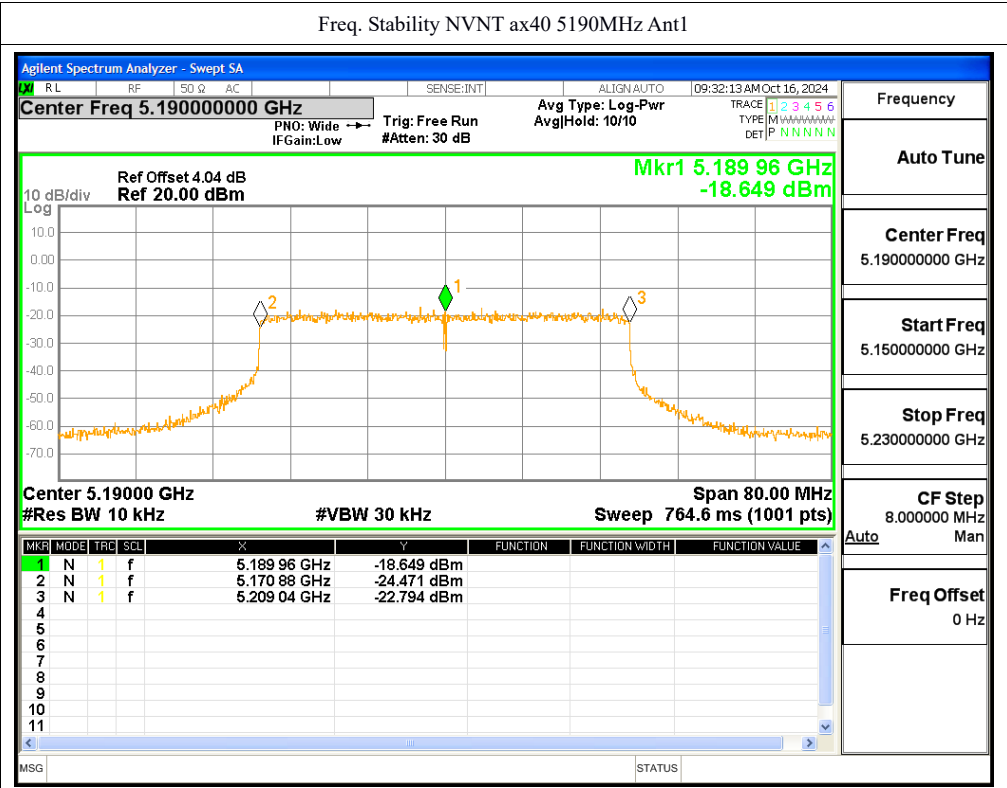 Freq. Stability NVNT ax40 5190MHz Ant1
Agilent Spectrum Analyzer - Swept SA
LXI RL RF 50 Ω AC SENSE:INT ALIGN AUTO 09:32:13 AM Oct 16, 2024
Center Freq 5.190000000 GHz
PNO: Wide
IFGain:Low
Trig: Free Run
#Atten: 30 dB
Avg Type: Log-Pwr
Avg|Hold: 10/10
TRACE 1 2 3 4 5 6
TYPE M
DET P N N N N N
Mkr1 5.189 96 GHz
-18.649 dBm
Ref Offset 4.04 dB
10 dB/div Ref 20.00 dBm
Log
10.0
0.00
-10.0
-20.0
-30.0
-40.0
-50.0
-60.0
-70.0
2
1
3
Center 5.19000 GHz Span 80.00 MHz
#Res BW 10 kHz #VBW 30 kHz Sweep 764.6 ms (1001 pts)
MKR MODE TRC SCL X Y FUNCTION FUNCTION WIDTH FUNCTION VALUE
1 N 1 f 5.189 96 GHz -18.649 dBm
2 N 1 f 5.170 88 GHz -24.471 dBm
3 N 1 f 5.209 04 GHz -22.794 dBm
4
5
6
7
8
9
10
11
MSG STATUS
Frequency
Auto Tune
Center Freq
5.190000000 GHz
Start Freq
5.150000000 GHz
Stop Freq
5.230000000 GHz
CF Step
8.000000 MHz
Auto Man
Freq Offset
0 Hz